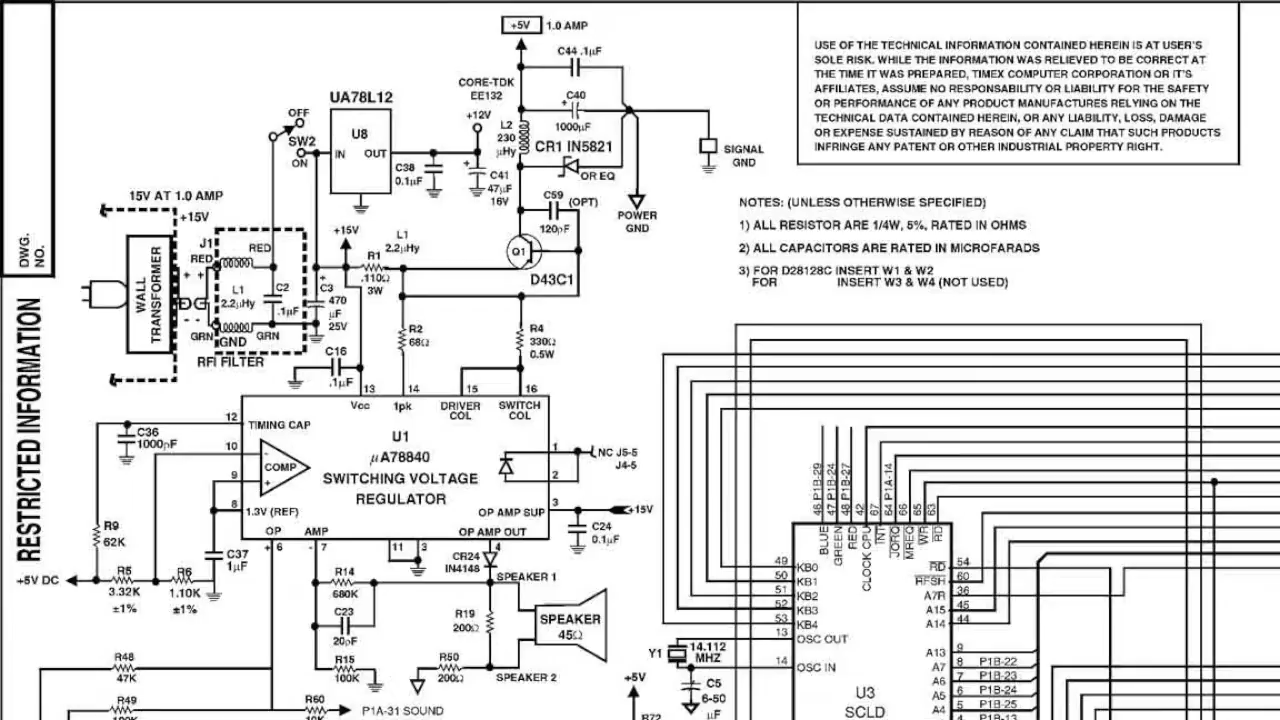 DWG.
NO.
RESTRICTED INFORMATION
+5V
1.0 AMP
C44 .1μF
CORE-TDK
EE132
C40
+
1000μF
L2
230
μHy
CR1 IN5821
OR EQ
SIGNAL
GND
POWER
GND
C59
(OPT)
120pF
Q1
D43C1
UA78L12
U8
IN
OUT
OFF
SW2
ON
+12V
C38
0.1μF
+
C41
47μF
16V
USE OF THE TECHNICAL INFORMATION CONTAINED HEREIN IS AT USER'S
SOLE RISK. WHILE THE INFORMATION WAS RELIEVED TO BE CORRECT AT
THE TIME IT WAS PREPARED, TIMEX COMPUTER CORPORATION OR IT'S
AFFILIATES, ASSUME NO RESPONSABILITY OR LIABILITY FOR THE SAFETY
OR PERFORMANCE OF ANY PRODUCT MANUFACTURES RELYING ON THE
TECHNICAL DATA CONTAINED HEREIN, OR ANY LIABILITY, LOSS, DAMAGE
OR EXPENSE SUSTAINED BY REASON OF ANY CLAIM THAT SUCH PRODUCTS
INFRINGE ANY PATENT OR OTHER INDUSTRIAL PROPERTY RIGHT.
NOTES: (UNLESS OTHERWISE SPECIFIED)
1) ALL RESISTOR ARE 1/4W, 5%, RATED IN OHMS
2) ALL CAPACITORS ARE RATED IN MICROFARADS
3) FOR D28128C INSERT W1 & W2
FOR INSERT W3 & W4 (NOT USED)
15V AT 1.0 AMP
+15V
J1
RED
RED
+ +
WALL
TRANSFORMER
DC
- -
L1
2.2μHy
C2
.1μF
GRN
GND
GRN
RFI FILTER
+15V
L1
2.2μHy
R1
.110Ω
3W
+
C3
470
μF
25V
R2
68Ω
R4
330Ω
0.5W
C16
.1μF
13
14
15
16
Vcc
1pk
DRIVER
COL
SWITCH
COL
12
TIMING CAP
C36
1000pF
10
-
COMP
9
+
8
1.3V (REF)
U1
μA78840
SWITCHING VOLTAGE
REGULATOR
1
NC J5-5
J4-5
2
OP AMP SUP
3
+15V
C24
0.1μF
OP
AMP
OP AMP OUT
+
6
-
7
11
3
4
CR24
IN4148
R9
62K
C37
1μF
+5V DC
R5
3.32K
±1%
R6
1.10K
±1%
R14
680K
C23
20pF
R15
100K
SPEAKER 1
R19
200Ω
SPEAKER
45Ω
R50
200Ω
SPEAKER 2
R48
47K
R49
R60
P1A-31 SOUND
+5V
R72
Y1
14.112
MHZ
C5
6-50
μF
46 P1B-29
47 P1B-24
48 P1B-27
42
67
64 P1A-14
66
65
63
BLUE
GREEN
RED
CLOCK CPU
INT
JORQ
MREQ
WR
RD
49
KB0
50
KB1
51
KB2
52
KB3
53
KB4
13
OSC OUT
14
OSC IN
U3
SCLD
RD
54
RFSH
60
A7R
36
A15
45
A14
44
A13
9
A7
8
P1B-22
A6
7
P1B-23
A5
6
P1B-24
A4
5
P1B-25
4
P1B-13